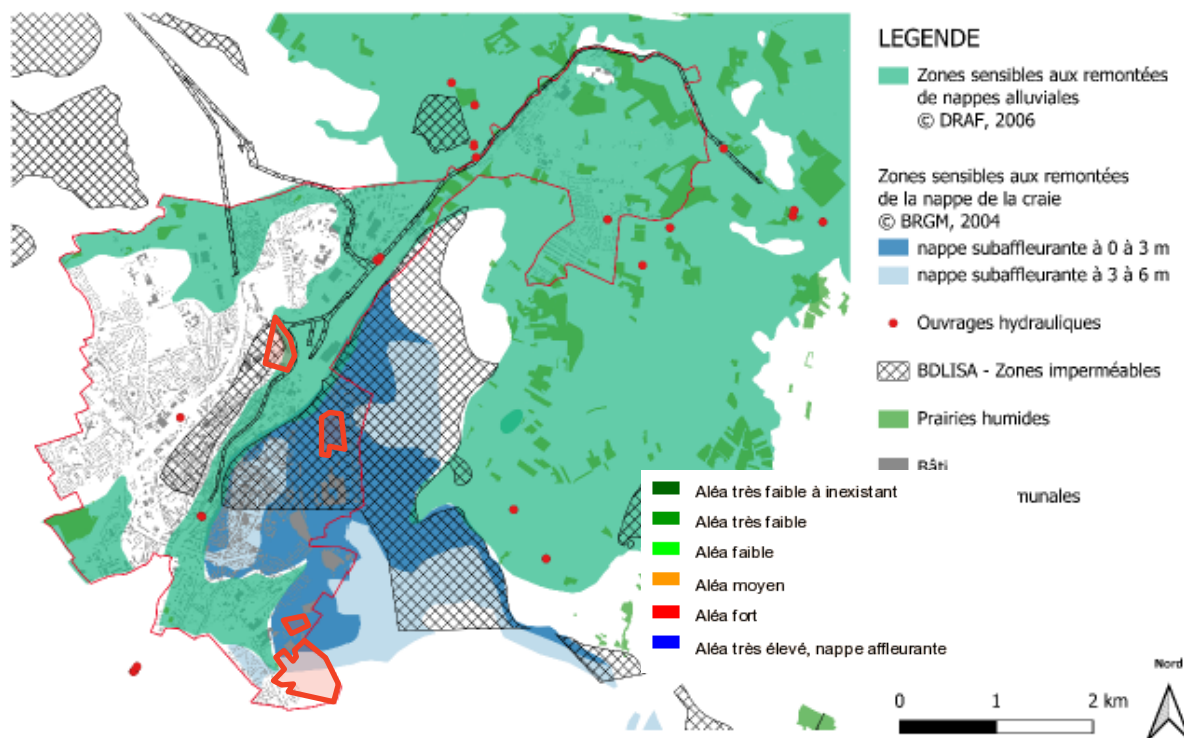 LEGENDE
Zones sensibles aux remontées
de nappes alluviales
© DRAF, 2006
Zones sensibles aux remontées
de la nappe de la craie
© BRGM, 2004
nappe subaffleurante à 0 à 3 m
nappe subaffleurante à 3 à 6 m
Ouvrages hydrauliques
BDLISA - Zones imperméables
Prairies humides
Bâti
munales
Aléa très faible à inexistant
Aléa très faible
Aléa faible
Aléa moyen
Aléa fort
Aléa très élevé, nappe affleurante
Nord
0 1 2 km